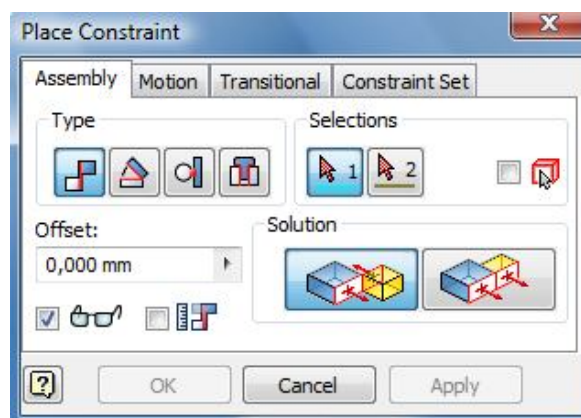 Place Constraint
Assembly Motion Transitional Constraint Set
Type Selections
1 2
Offset: Solution
0,000 mm
? OK Cancel Apply